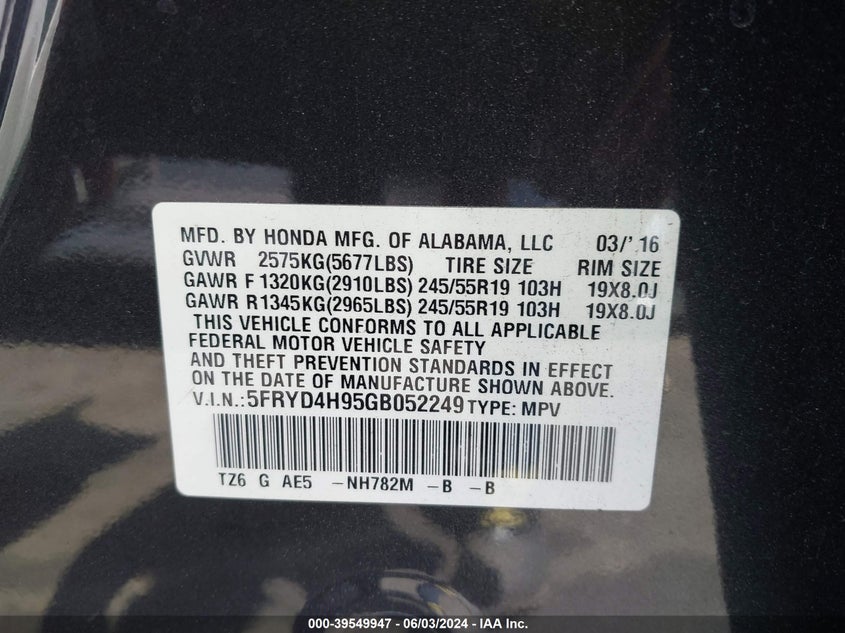 MFD. BY HONDA MFG. OF ALABAMA, LLC 03/'16
GVWR 2575KG(5677LBS) TIRE SIZE RIM SIZE
GAWR F 1320KG(2910LBS) 245/55R19 103H 19X8.0J
GAWR R1345KG(2965LBS) 245/55R19 103H 19X8.0J
THIS VEHICLE CONFORMS TO ALL APPLICABLE
FEDERAL MOTOR VEHICLE SAFETY
AND THEFT PREVENTION STANDARDS IN EFFECT
ON THE DATE OF MANUFACTURE SHOWN ABOVE.
V.I.N.:5FRYD4H95GB052249 TYPE: MPV
TZ6 G AE5 -NH782M -B -B
000-39549947 - 06/03/2024 - IAA Inc.